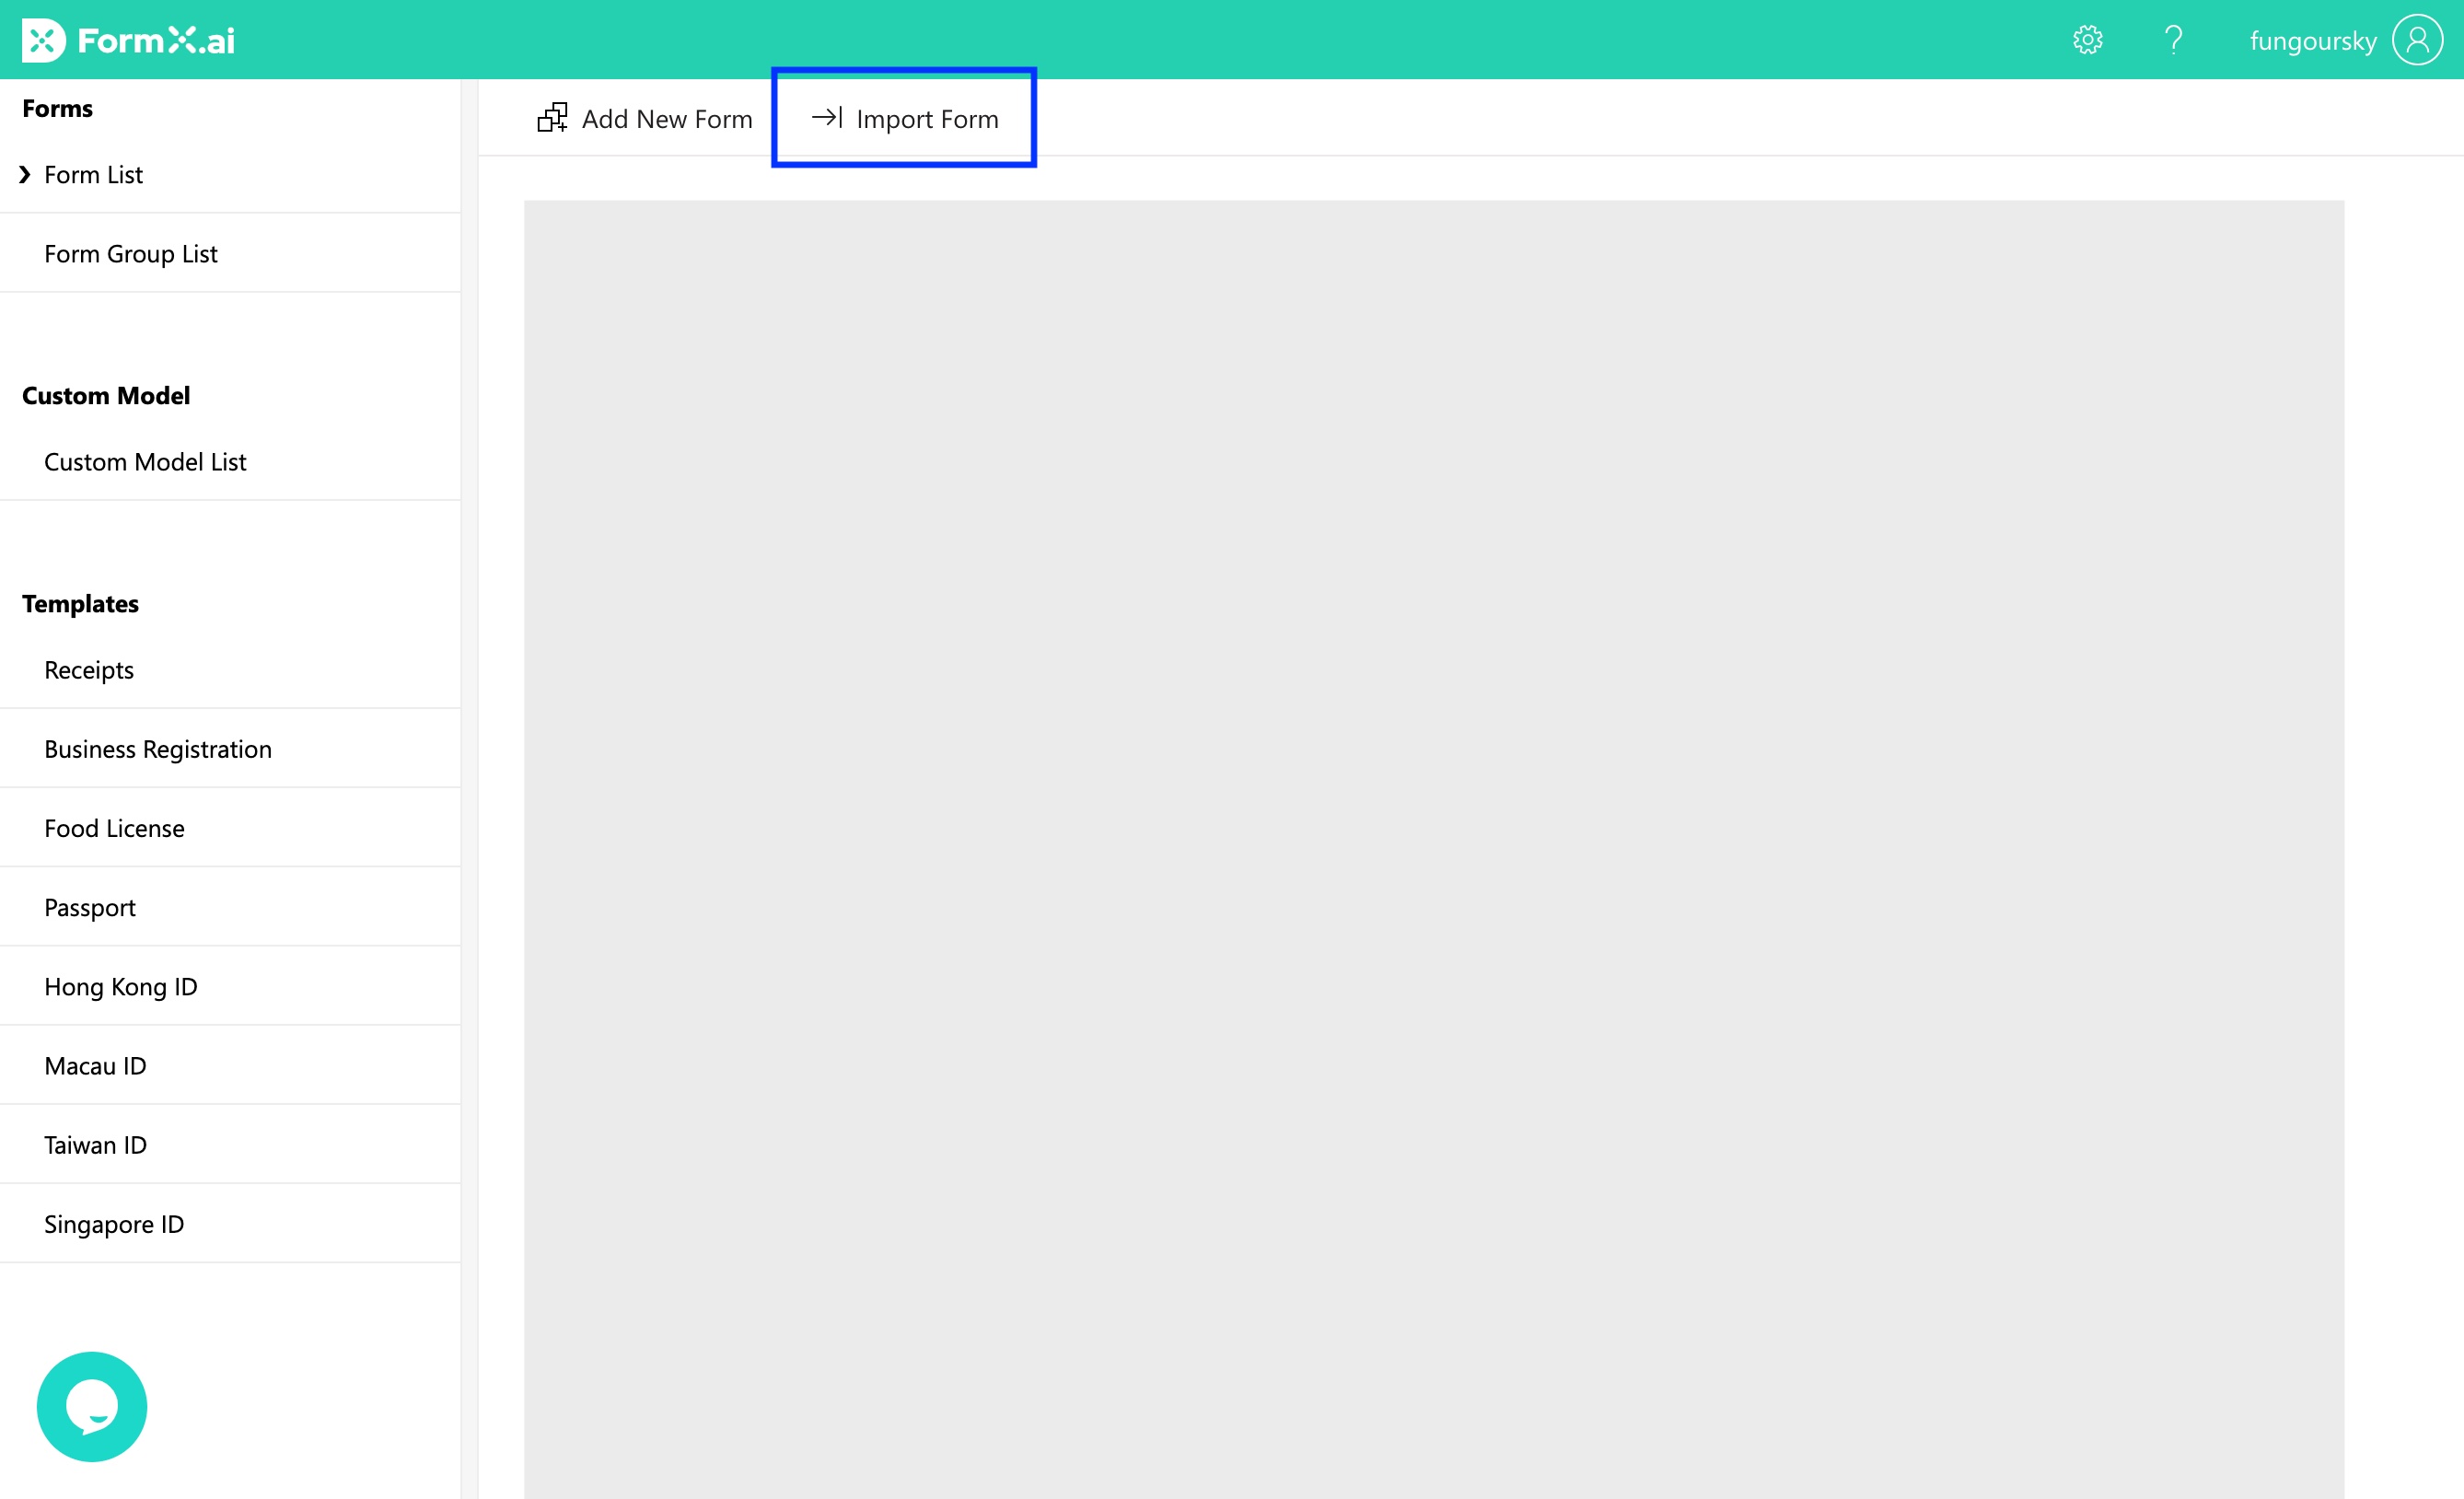 FormX.ai
fungoursky
Forms
Form List
Form Group List
Custom Model
Custom Model List
Templates
Receipts
Business Registration
Food License
Passport
Hong Kong ID
Macau ID
Taiwan ID
Singapore ID
Add New Form
Import Form